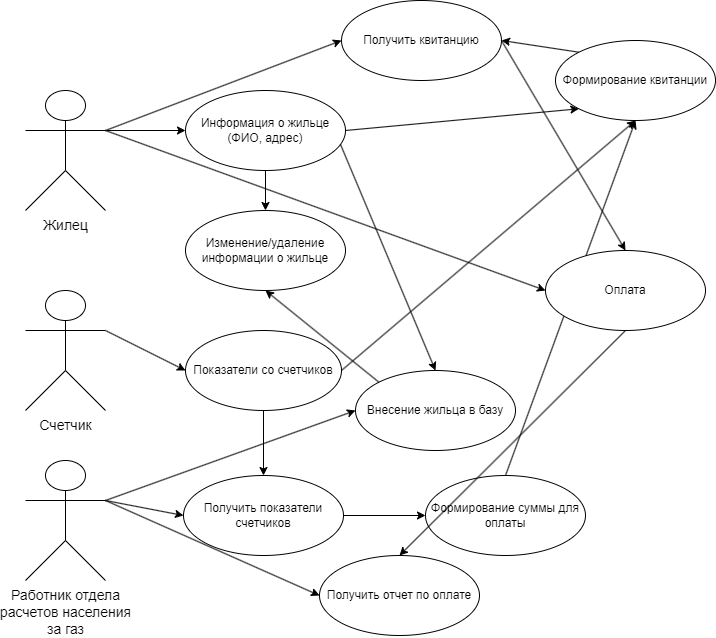 Получить квитанцию
Формирование квитанции
Информация о жильце
(ФИО, адрес)
Жилец
Изменение/удаление
информации о жильце
Оплата
Показатели со счетчиков
Счетчик
Внесение жильца в базу
Получить показатели
счетчиков
Формирование суммы для
оплаты
Работник отдела
расчетов населения
за газ
Получить отчет по оплате